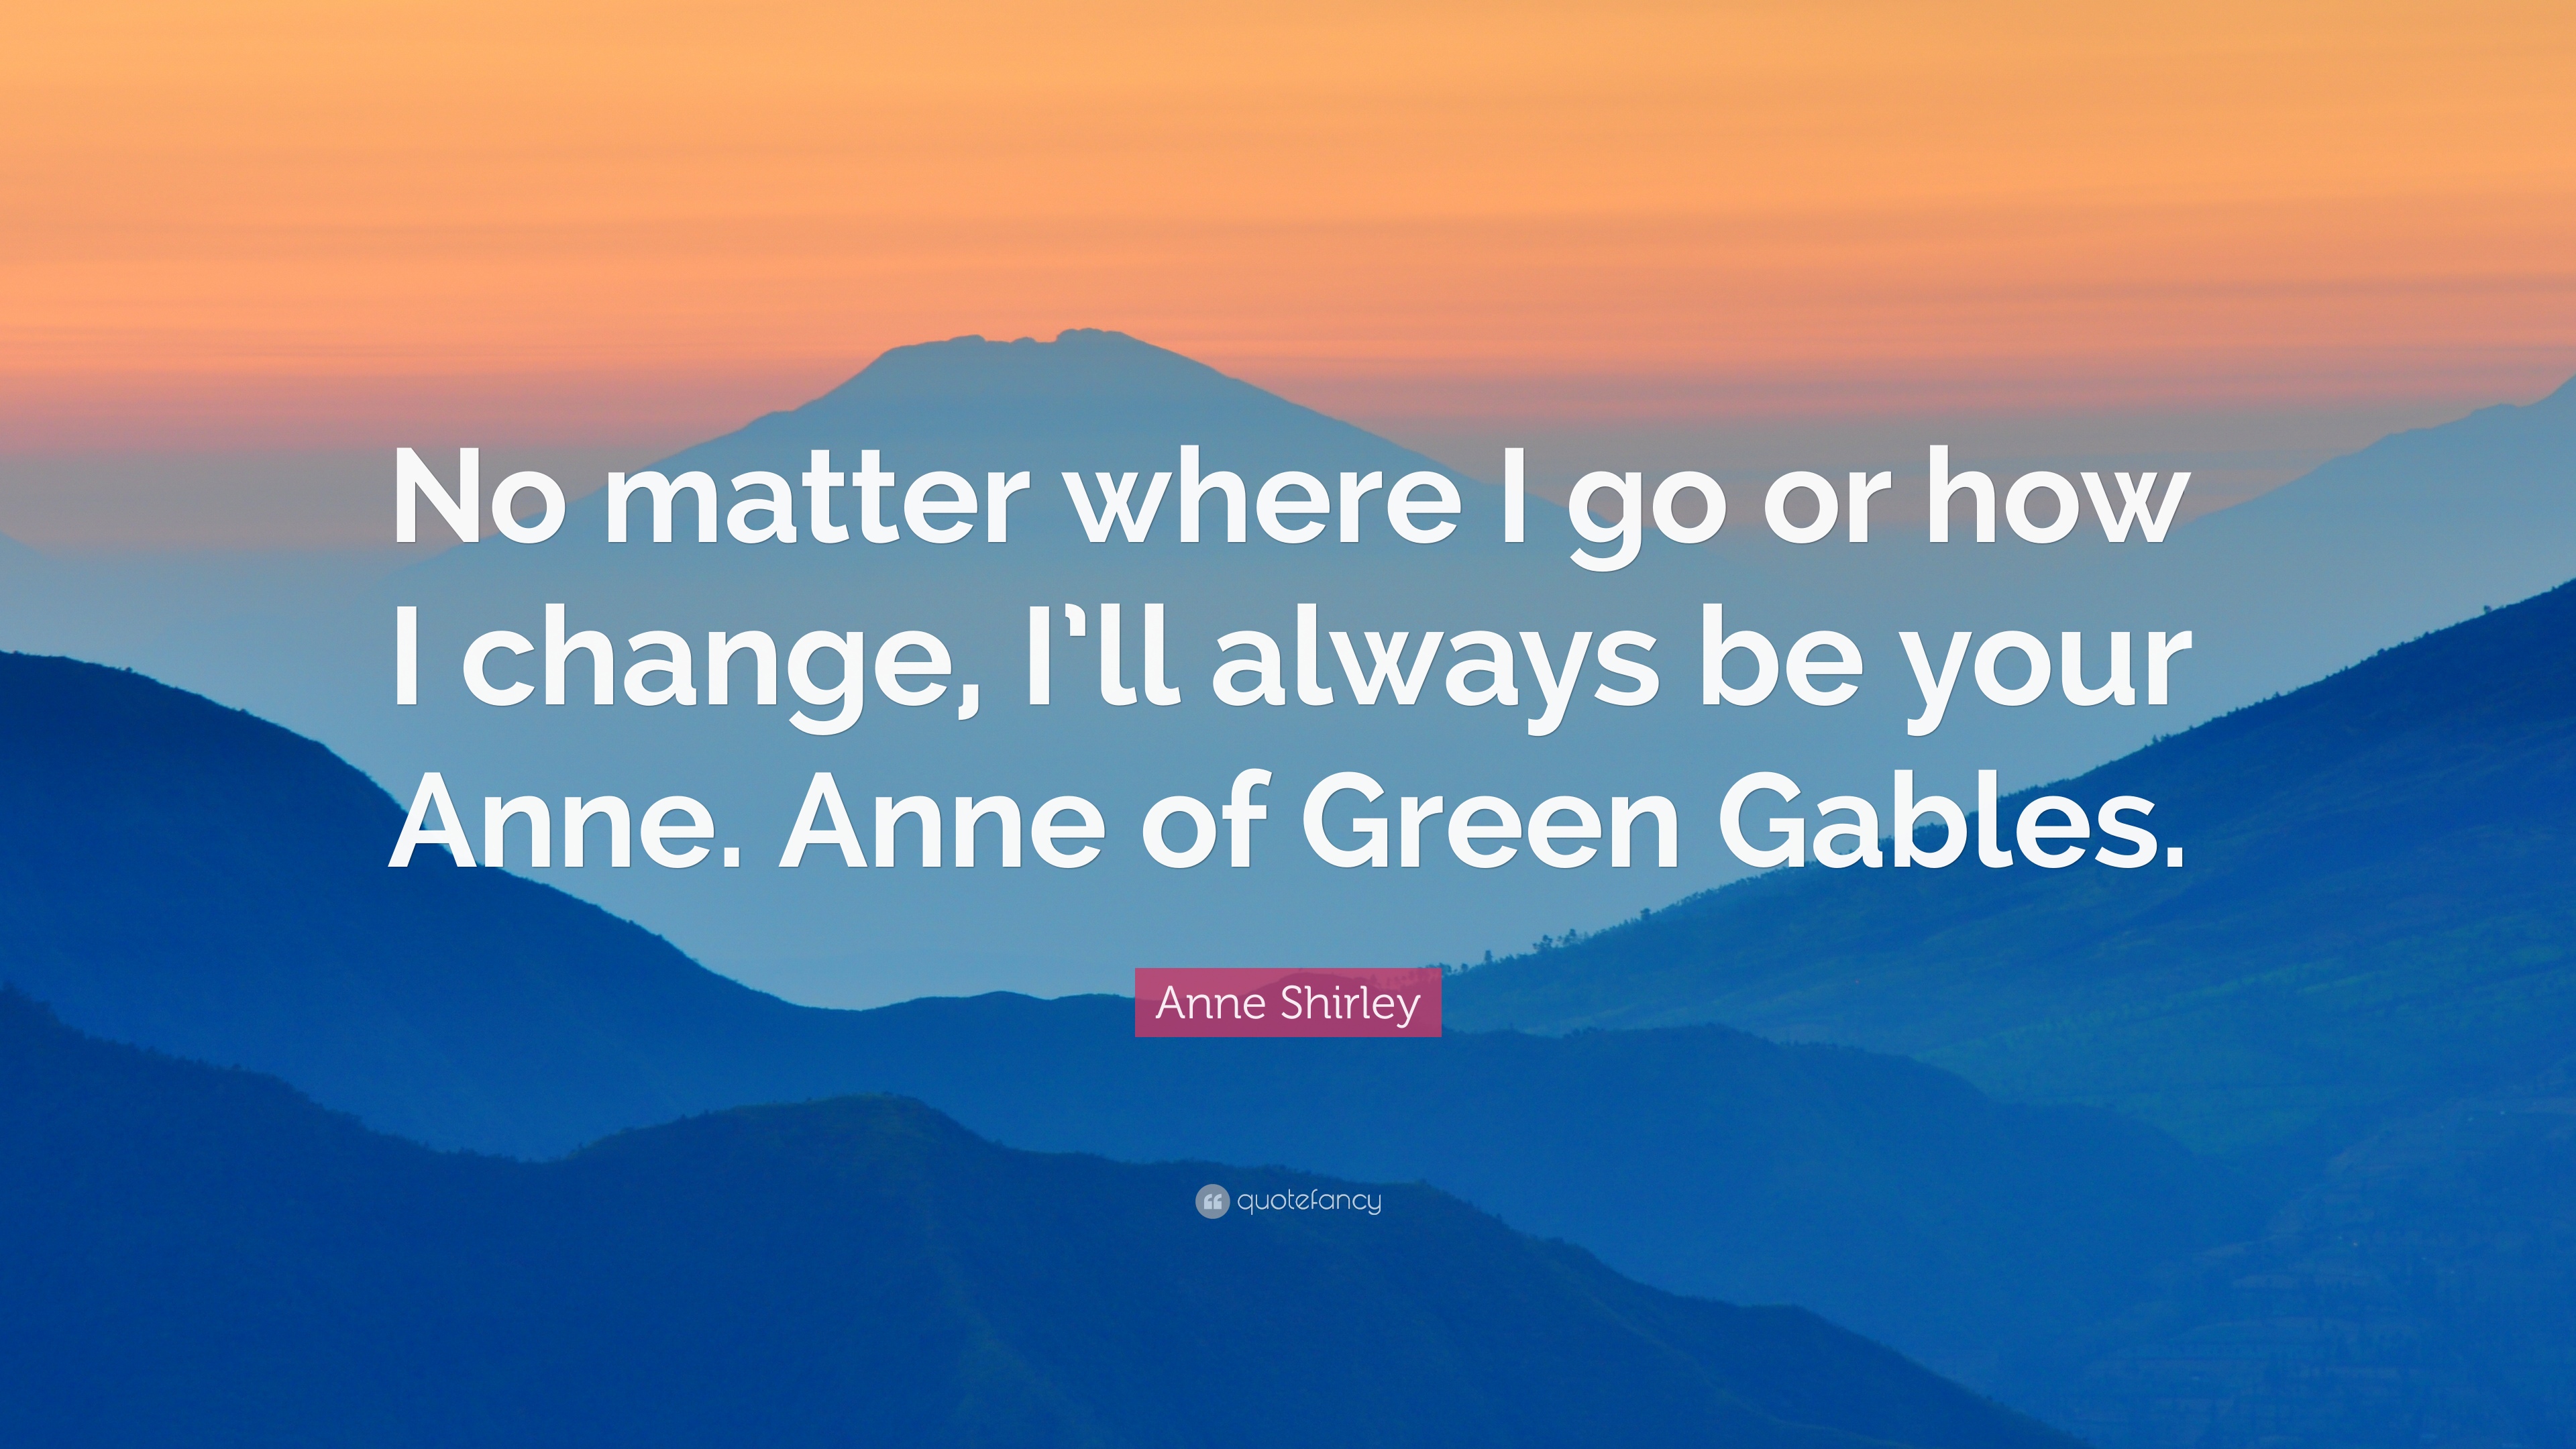 No matter where I go or how
I change, I’ll always be your
Anne. Anne of Green Gables.
Anne Shirley
quotefancy